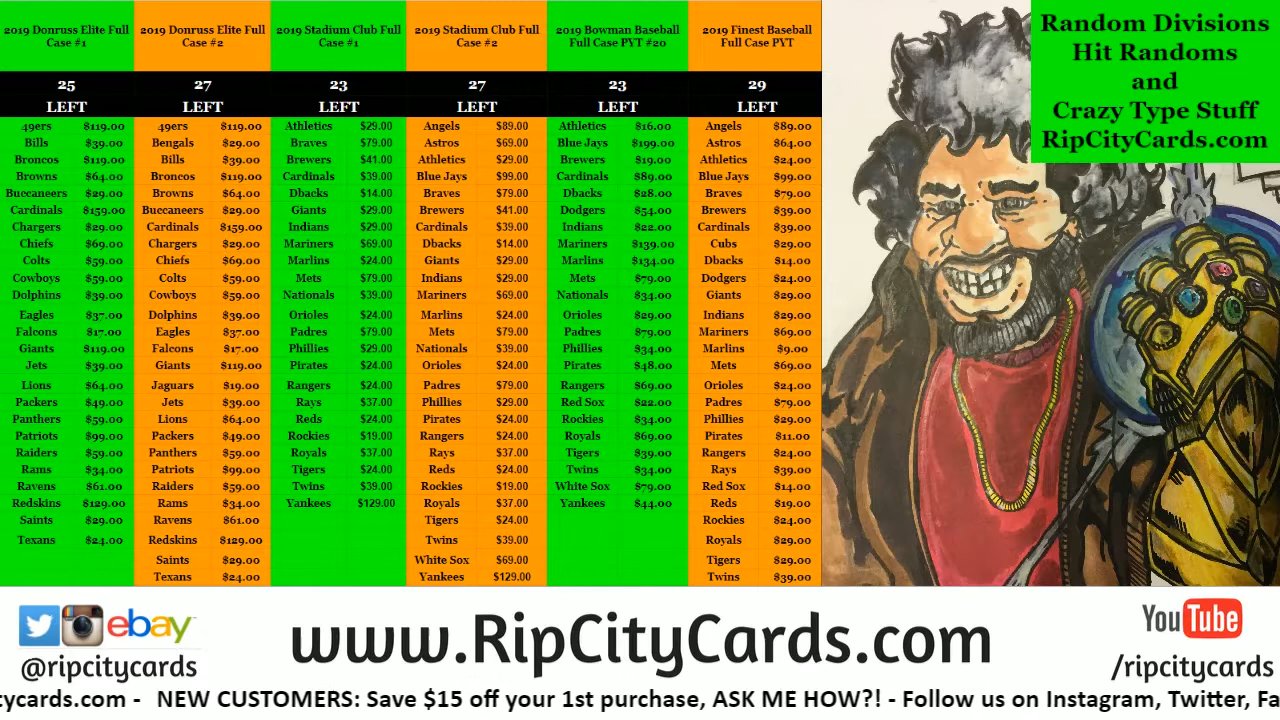 2019 Donruss Elite Full Case #1
25
LEFT
49ers $119.00
Bills $39.00
Broncos $119.00
Browns $64.00
Buccaneers $29.00
Cardinals $159.00
Chargers $29.00
Chiefs $69.00
Colts $59.00
Cowboys $59.00
Dolphins $39.00
Eagles $37.00
Falcons $17.00
Giants $119.00
Jets $39.00
Lions $64.00
Packers $49.00
Panthers $59.00
Patriots $99.00
Raiders $59.00
Rams $34.00
Ravens $61.00
Redskins $129.00
Saints $29.00
Texans $24.00
2019 Donruss Elite Full Case #2
27
LEFT
49ers $119.00
Bengals $29.00
Bills $39.00
Broncos $119.00
Browns $64.00
Buccaneers $29.00
Cardinals $159.00
Chargers $29.00
Chiefs $69.00
Colts $59.00
Cowboys $59.00
Dolphins $39.00
Eagles $37.00
Falcons $17.00
Giants $119.00
Jaguars $19.00
Jets $39.00
Lions $64.00
Packers $49.00
Panthers $59.00
Patriots $99.00
Raiders $59.00
Rams $34.00
Ravens $61.00
Redskins $129.00
Saints $29.00
Texans $24.00
2019 Stadium Club Full Case #1
23
LEFT
Athletics $29.00
Braves $79.00
Brewers $41.00
Cardinals $39.00
Dbacks $14.00
Giants $29.00
Indians $29.00
Mariners $69.00
Marlins $24.00
Mets $79.00
Nationals $39.00
Orioles $24.00
Padres $79.00
Phillies $29.00
Pirates $24.00
Rangers $24.00
Rays $37.00
Reds $24.00
Rockies $19.00
Royals $37.00
Tigers $24.00
Twins $39.00
Yankees $129.00
2019 Stadium Club Full Case #2
27
LEFT
Angels $89.00
Astros $69.00
Athletics $29.00
Blue Jays $99.00
Braves $79.00
Brewers $41.00
Cardinals $39.00
Dbacks $14.00
Giants $29.00
Indians $29.00
Mariners $69.00
Marlins $24.00
Mets $79.00
Nationals $39.00
Orioles $24.00
Padres $79.00
Phillies $29.00
Pirates $24.00
Rangers $24.00
Rays $37.00
Reds $24.00
Rockies $19.00
Royals $37.00
Tigers $24.00
Twins $39.00
White Sox $69.00
Yankees $129.00
2019 Bowman Baseball Full Case PYT #20
23
LEFT
Athletics $16.00
Blue Jays $199.00
Brewers $19.00
Cardinals $89.00
Dbacks $28.00
Dodgers $54.00
Indians $22.00
Mariners $139.00
Marlins $134.00
Mets $79.00
Nationals $34.00
Orioles $29.00
Padres $79.00
Phillies $34.00
Pirates $48.00
Rangers $69.00
Red Sox $22.00
Rockies $34.00
Royals $69.00
Tigers $39.00
Twins $34.00
White Sox $79.00
Yankees $44.00
2019 Finest Baseball Full Case PYT
29
LEFT
Angels $89.00
Astros $64.00
Athletics $24.00
Blue Jays $99.00
Braves $79.00
Brewers $39.00
Cardinals $39.00
Cubs $29.00
Dbacks $14.00
Dodgers $24.00
Giants $29.00
Indians $29.00
Mariners $69.00
Marlins $9.00
Mets $69.00
Orioles $24.00
Padres $79.00
Phillies $29.00
Pirates $11.00
Rangers $24.00
Rays $39.00
Red Sox $14.00
Reds $19.00
Rockies $24.00
Royals $29.00
Tigers $29.00
Twins $39.00
Random Divisions
Hit Randoms
and
Crazy Type Stuff
RipCityCards.com
ebay
@ripcitycards
www.RipCityCards.com
YouTube
/ripcitycards
tycards.com - NEW CUSTOMERS: Save $15 off your 1st purchase, ASK ME HOW?! - Follow us on Instagram, Twitter, Fa